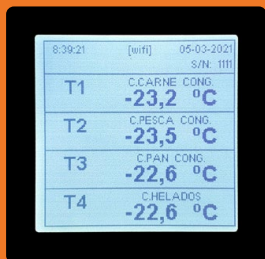 8:39:21 [wifi] 05-03-2021
S/N: 1111
T1 C.CARNE CONG.
-23,2 ºC
T2 C.PESCA CONG.
-23,5 ºC
T3 C.PAN CONG.
-22,6 ºC
T4 C.HELADOS
-22,6 ºC